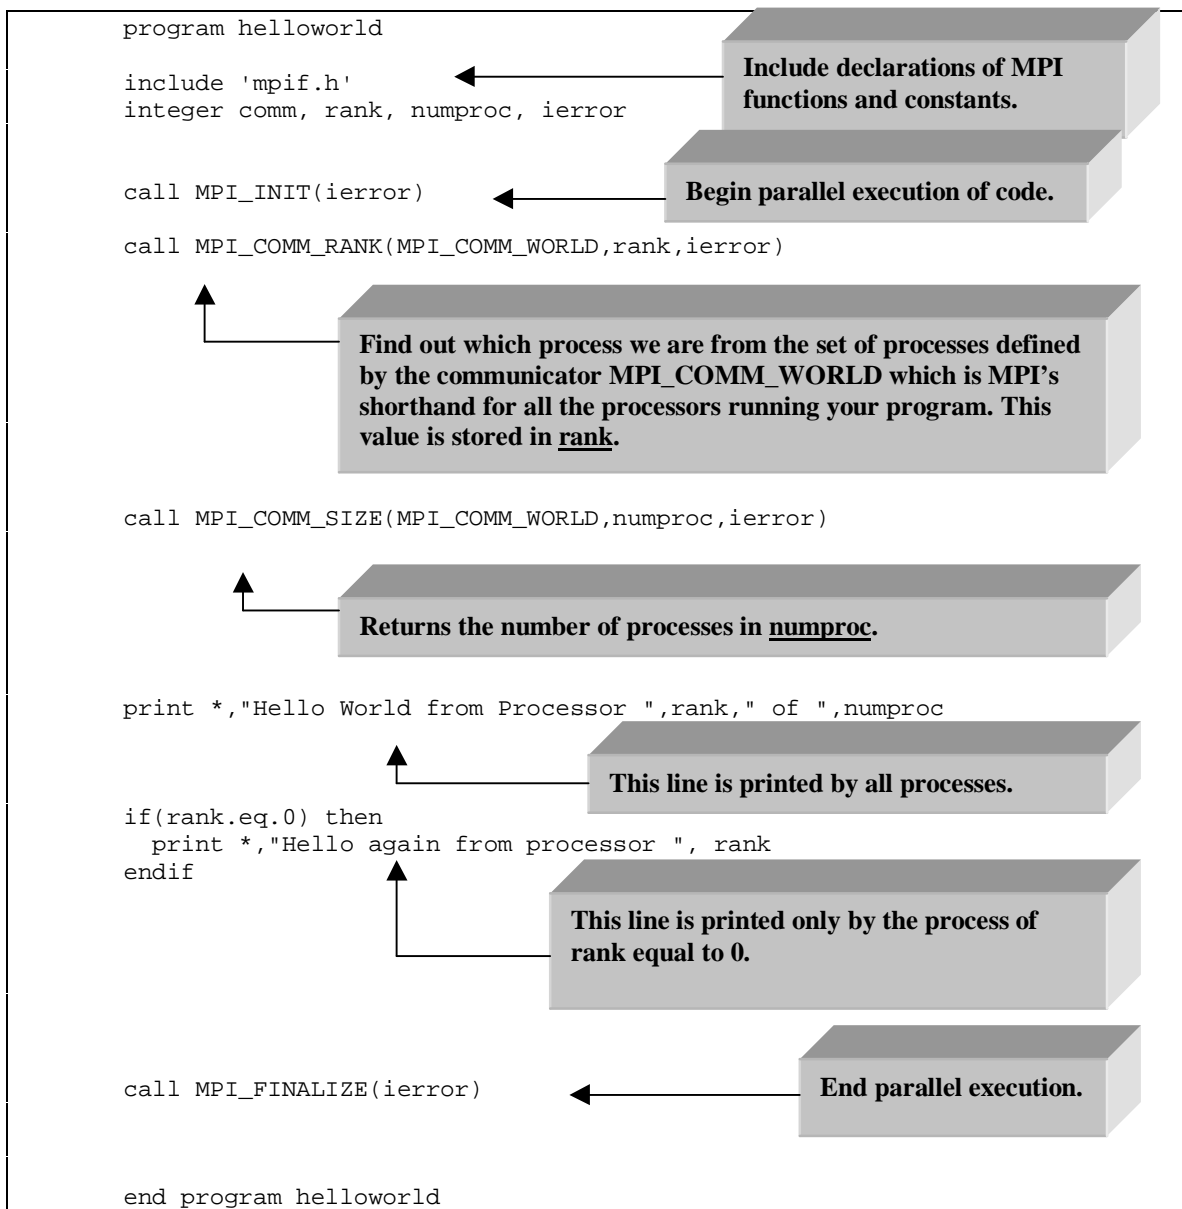 program helloworld
include 'mpif.h'
Include declarations of MPI
functions and constants.
integer comm, rank, numproc, ierror
call MPI_INIT(ierror)
Begin parallel execution of code.
call MPI_COMM_RANK(MPI_COMM_WORLD,rank,ierror)
Find out which process we are from the set of processes defined
by the communicator MPI_COMM_WORLD which is MPI’s
shorthand for all the processors running your program. This
value is stored in rank.
call MPI_COMM_SIZE(MPI_COMM_WORLD,numproc,ierror)
Returns the number of processes in numproc.
print *,"Hello World from Processor ",rank," of ",numproc
This line is printed by all processes.
if(rank.eq.0) then
print *,"Hello again from processor ", rank
endif
This line is printed only by the process of
rank equal to 0.
call MPI_FINALIZE(ierror)
End parallel execution.
end program helloworld